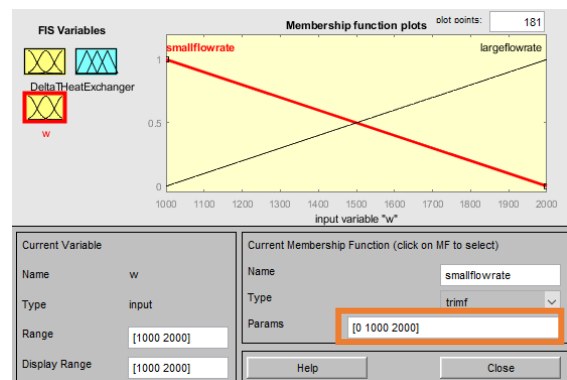 FIS Variables
Membership function plots plot points: 181
smallflowrate largeflowrate
DeltaTHeatExchanger
w
1
0.5
0
1000 1100 1200 1300 1400 1500 1600 1700 1800 1900 2000
input variable "w"
Current Variable
Name w
Type input
Range [1000 2000]
Display Range [1000 2000]
Current Membership Function (click on MF to select)
Name smallflowrate
Type trimf
Params [0 1000 2000]
Help Close